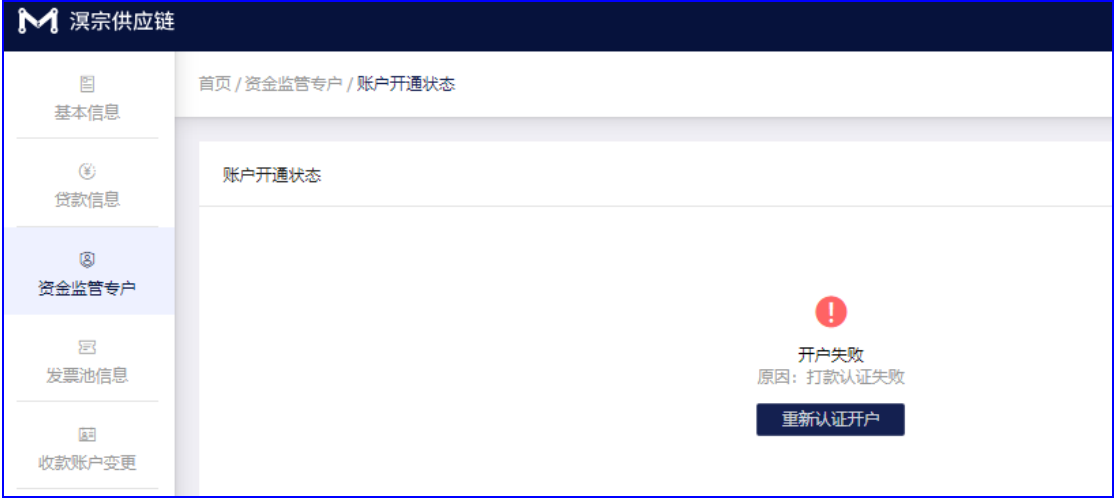 溟宗供应链
基本信息
贷款信息
资金监管专户
发票池信息
收款账户变更
首页 / 资金监管专户 / 账户开通状态
账户开通状态
开户失败
原因：打款认证失败
重新认证开户